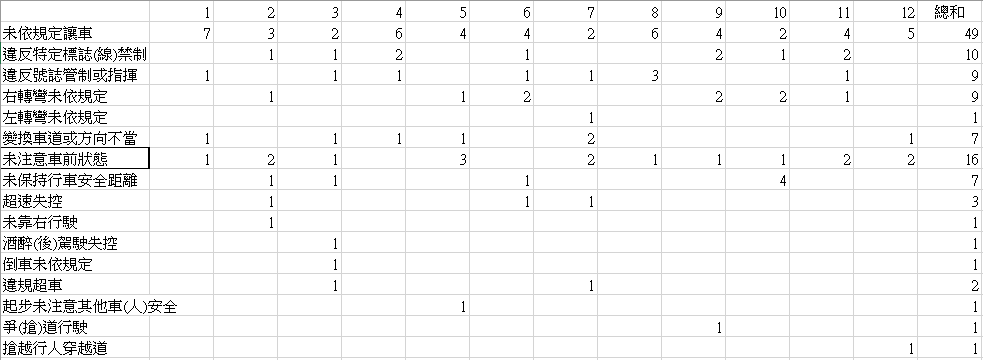 1 2 3 4 5 6 7 8 9 10 11 12 總和
未依規定讓車 7 3 2 6 4 4 2 6 4 2 4 5 49
違反特定標誌(線)禁制 1 1 2 1 2 1 2 10
違反號誌管制或指揮 1 1 1 1 1 3 1 9
右轉彎未依規定 1 1 2 2 2 1 9
左轉彎未依規定 1 1
變換車道或方向不當 1 1 1 1 2 1 7
未注意車前狀態 1 2 1 3 2 1 1 1 2 2 16
未保持行車安全距離 1 1 1 4 7
超速失控 1 1 1 3
未靠右行駛 1 1
酒醉(後)駕駛失控 1 1
倒車未依規定 1 1
違規超車 1 1 2
起步未注意其他車(人)安全 1 1
爭(搶)道行駛 1 1
搶越行人穿越道 1 1